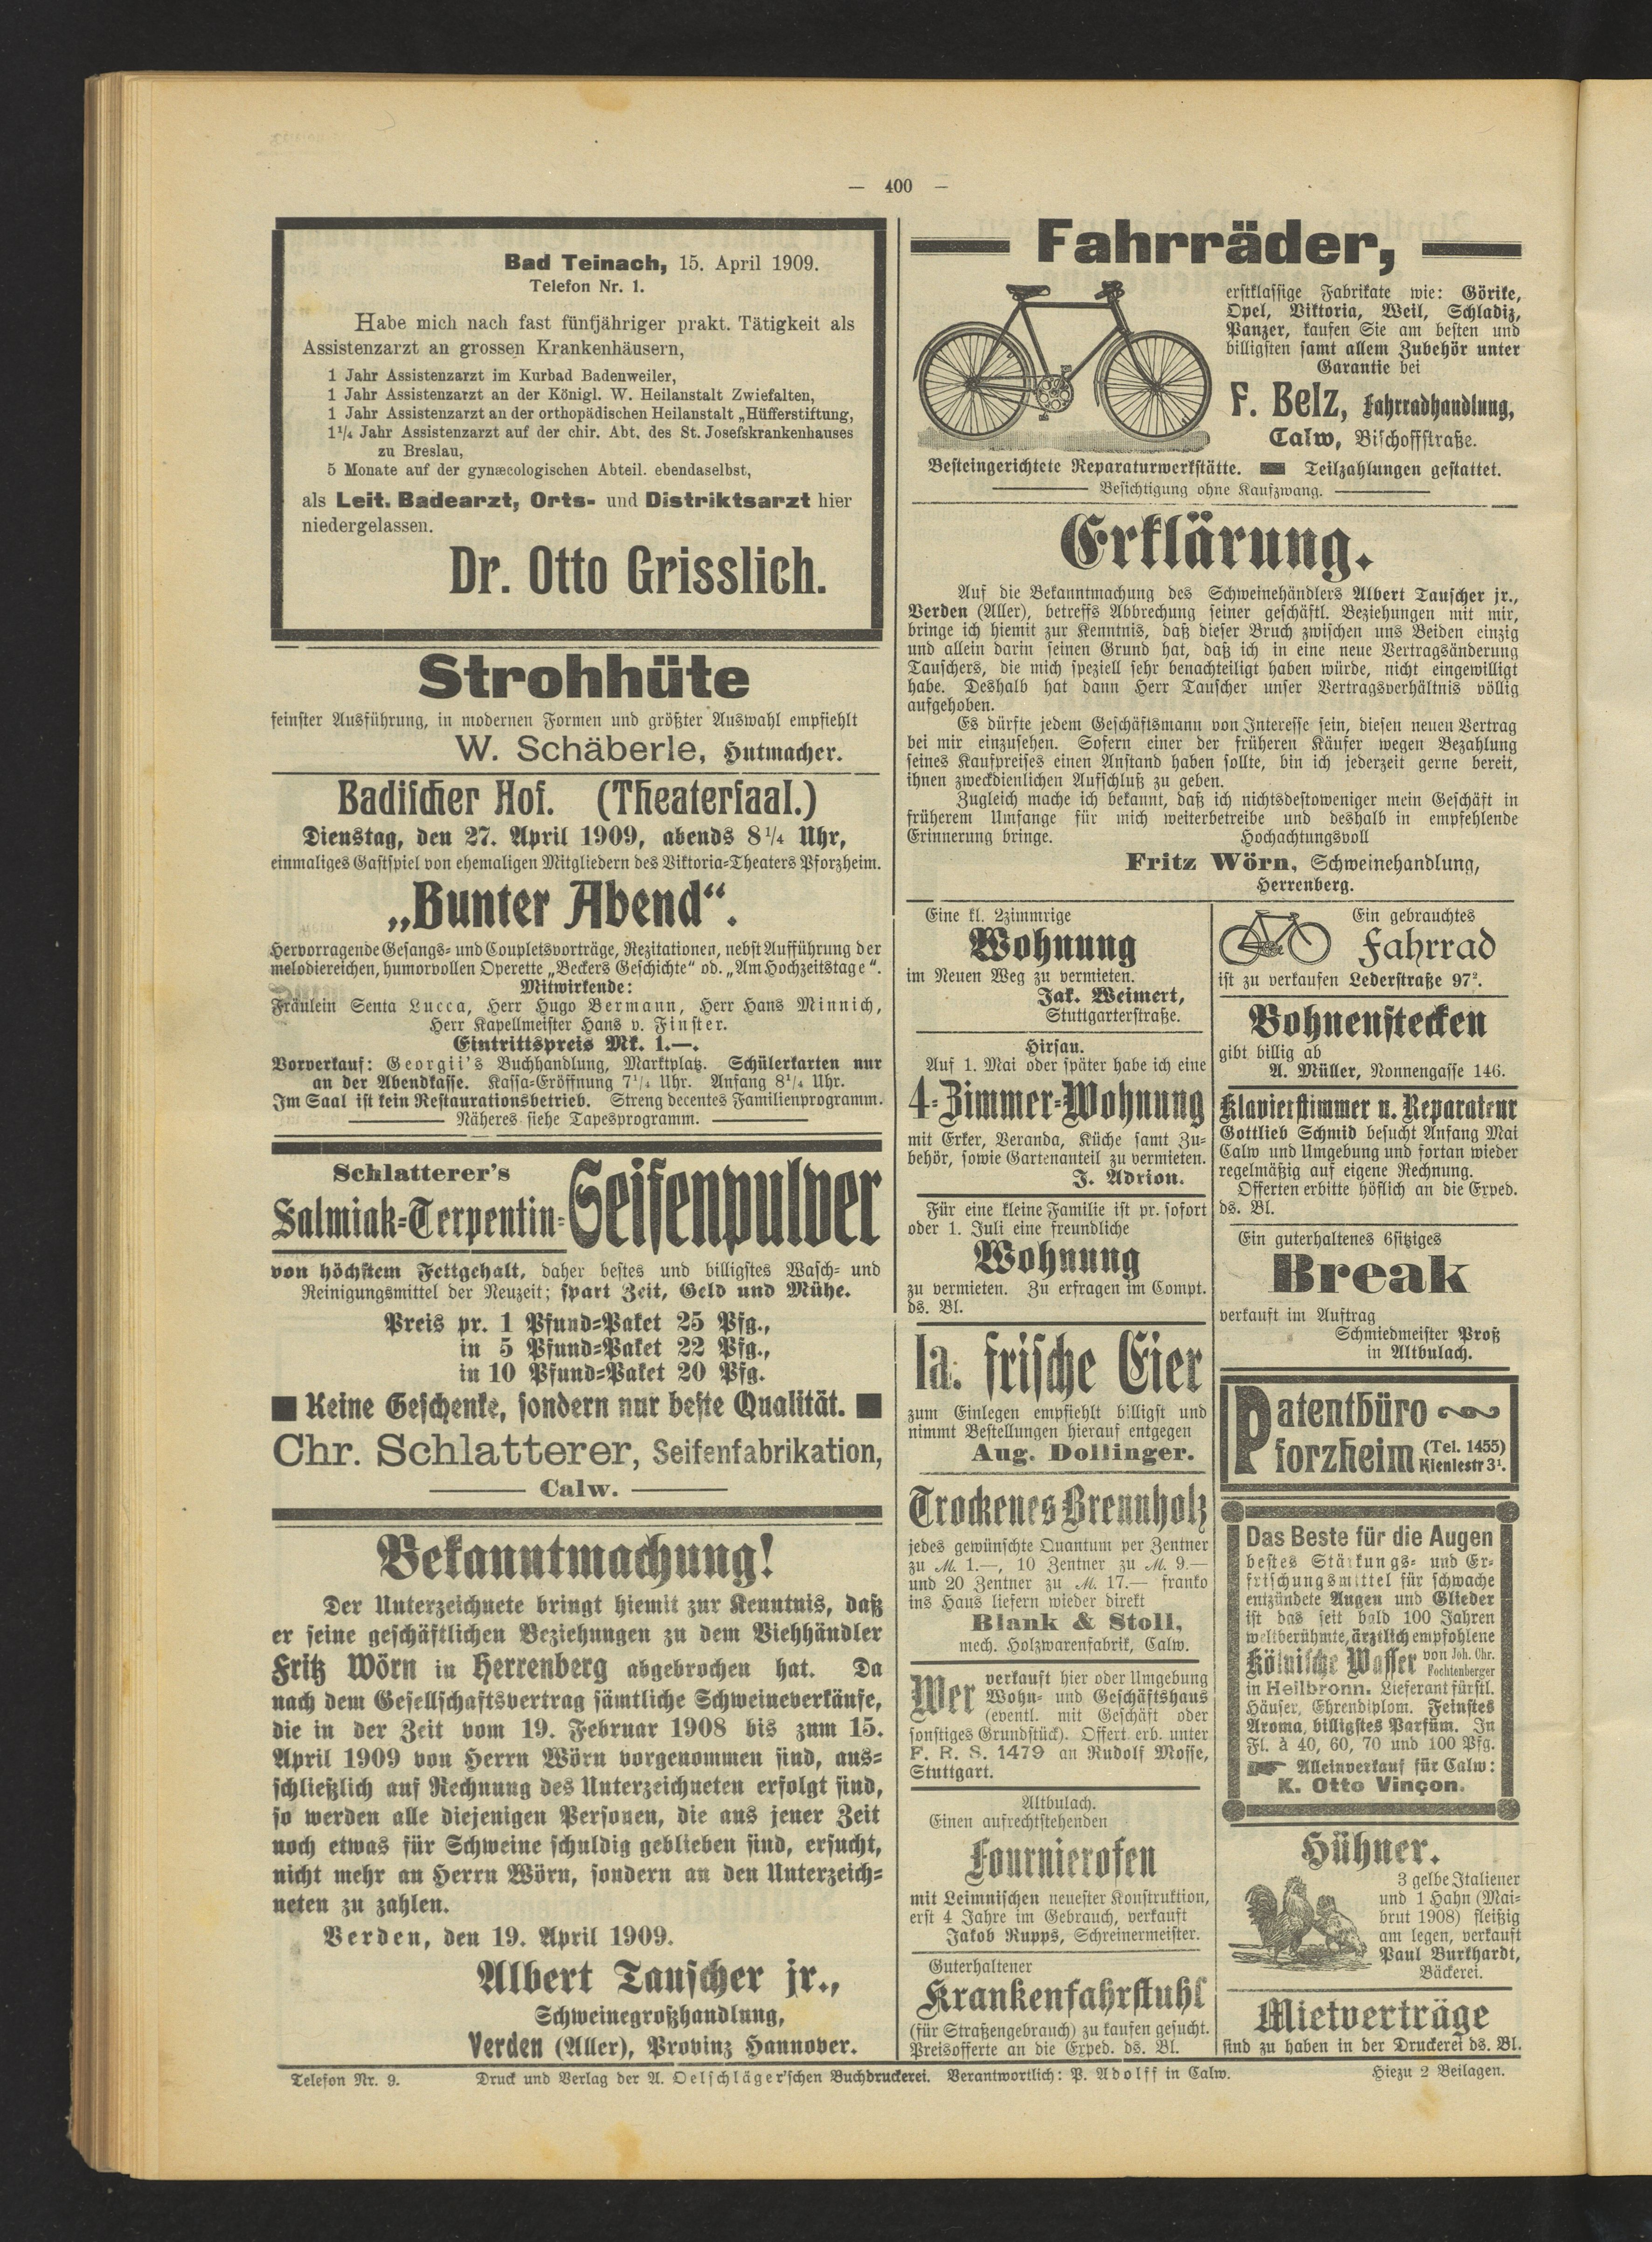 — 400 —
Bad Teinach, 15. April 1909.
Telefon Nr. 1.
Habe mich nach fast fünfjähriger prakt. Tätigkeit als
Assistenzarzt an grossen Krankenhäusern,
1 Jahr Assistenzarzt im Kurbad Badenweiler,
1 Jahr Assistenzarzt an der Königl. W. Heilanstalt Zwiefalten,
1 Jahr Assistenzarzt an der orthopädischen Heilanstalt „Hüfferstiftung,
1¹/₄ Jahr Assistenzarzt auf der chir. Abt. des St. Josefskrankenhauses
zu Breslau,
5 Monate auf der gynæcologischen Abteil. ebendaselbst,
als Leit. Badearzt, Orts- und Distriktsarzt hier
niedergelassen.
Dr. Otto Grisslich.
Strohhüte
feinster Ausführung, in modernen Formen und größter Auswahl empfiehlt
W. Schäberle, Hutmacher.
Badischer Hof. (Theatersaal.)
Dienstag, den 27. April 1909, abends 8¹/₄ Uhr,
einmaliges Gastspiel von ehemaligen Mitgliedern des Viktoria-Theaters Pforzheim.
„Bunter Abend“.
Hervorragende Gesangs- und Coupletsvorträge, Rezitationen, nebst Aufführung der
melodiereichen, humorvollen Operette „Beckers Geschichte“ od. „Am Hochzeitstage“.
Mitwirkende:
Fräulein Senta Lucca, Herr Hugo Bermann, Herr Hans Minnich,
Herr Kapellmeister Hans v. Finster.
Eintrittspreis Mk. 1.—.
Vorverkauf: Georgii's Buchhandlung, Marktplatz. Schülerkarten nur
an der Abendkasse. Kassa-Eröffnung 7¹/₄ Uhr. Anfang 8¹/₄ Uhr.
Im Saal ist kein Restaurationsbetrieb. Streng decentes Familienprogramm.
Näheres siehe Tapesprogramm.
Schlatterer's
Salmiak-Terpentin-Seifenpulver
von höchstem Fettgehalt, daher bestes und billigstes Wasch- und
Reinigungsmittel der Neuzeit; spart Zeit, Geld und Mühe.
Preis pr. 1 Pfund-Paket 25 Pfg.,
in 5 Pfund-Paket 22 Pfg.,
in 10 Pfund-Paket 20 Pfg.
Keine Geschenke, sondern nur beste Qualität.
Chr. Schlatterer, Seifenfabrikation,
Calw.
Bekanntmachung!
Der Unterzeichnete bringt hiemit zur Kenntnis, daß
er seine geschäftlichen Beziehungen zu dem Viehhändler
Fritz Wörn in Herrenberg abgebrochen hat. Da
nach dem Gesellschaftsvertrag sämtliche Schweineverkäufe,
die in der Zeit vom 19. Februar 1908 bis zum 15.
April 1909 von Herrn Wörn vorgenommen sind, aus-
schließlich auf Rechnung des Unterzeichneten erfolgt sind,
so werden alle diejenigen Personen, die aus jener Zeit
noch etwas für Schweine schuldig geblieben sind, ersucht,
nicht mehr an Herrn Wörn, sondern an den Unterzeich-
neten zu zahlen.
Verden, den 19. April 1909.
Albert Tauscher jr.,
Schweinegroßhandlung,
Verden (Aller), Provinz Hannover.
Fahrräder,
erstklassige Fabrikate wie: Görike,
Opel, Viktoria, Weil, Schladiz,
Panzer, kaufen Sie am besten und
billigsten samt allem Zubehör unter
Garantie bei
F. Belz, Fahrradhandlung,
Calw, Bischoffstraße.
Besteingerichtete Reparaturwerkstätte. Teilzahlungen gestattet.
Besichtigung ohne Kaufzwang.
Erklärung.
Auf die Bekanntmachung des Schweinehändlers Albert Tauscher jr.,
Verden (Aller), betreffs Abbrechung seiner geschäftl. Beziehungen mit mir,
bringe ich hiemit zur Kenntnis, daß dieser Bruch zwischen uns Beiden einzig
und allein darin seinen Grund hat, daß ich in eine neue Vertragsänderung
Tauschers, die mich speziell sehr benachteiligt haben würde, nicht eingewilligt
habe. Deshalb hat dann Herr Tauscher unser Vertragsverhältnis völlig
aufgehoben.
Es dürfte jedem Geschäftsmann von Interesse sein, diesen neuen Vertrag
bei mir einzusehen. Sofern einer der früheren Käufer wegen Bezahlung
seines Kaufpreises einen Anstand haben sollte, bin ich jederzeit gerne bereit,
ihnen zweckdienlichen Aufschluß zu geben.
Zugleich mache ich bekannt, daß ich nichtsdestoweniger mein Geschäft in
früherem Umfange für mich weiterbetreibe und deshalb in empfehlende
Erinnerung bringe. Hochachtungsvoll
Fritz Wörn, Schweinehandlung,
Herrenberg.
Eine kl. 2zimmrige
Wohnung
im Neuen Weg zu vermieten.
Jak. Weimert,
Stuttgarterstraße.
Hirsau.
Auf 1. Mai oder später habe ich eine
4-Zimmer-Wohnung
mit Erker, Veranda, Küche samt Zu-
behör, sowie Gartenanteil zu vermieten.
J. Adrion.
Für eine kleine Familie ist pr. sofort
oder 1. Juli eine freundliche
Wohnung
zu vermieten. Zu erfragen im Compt.
ds. Bl.
Ia. frische Eier
zum Einlegen empfiehlt billigst und
nimmt Bestellungen hierauf entgegen
Aug. Dollinger.
Trockenes Brennholz
jedes gewünschte Quantum per Zentner
zu M. 1.—, 10 Zentner zu M. 9.—
und 20 Zentner zu M. 17.— franko
ins Haus liefern wieder direkt
Blank & Stoll,
mech. Holzwarenfabrik, Calw.
Wer verkauft hier oder Umgebung
Wohn- und Geschäftshaus
(eventl. mit Geschäft oder
sonstiges Grundstück). Offert. erb. unter
F. R. S. 1479 an Rudolf Mosse,
Stuttgart.
Altbulach.
Einen aufrechtstehenden
Fournierofen
mit Leimnischen neuester Konstruktion,
erst 4 Jahre im Gebrauch, verkauft
Jakob Rupps, Schreinermeister.
Guterhaltener
Krankenfahrstuhl
(für Straßengebrauch) zu kaufen gesucht.
Preisofferte an die Exped. ds. Bl.
Ein gebrauchtes
Fahrrad
ist zu verkaufen Lederstraße 97².
Bohnenstecken
gibt billig ab
A. Müller, Nonnengasse 146.
Klavierstimmer u. Reparateur
Gottlieb Schmid besucht Anfang Mai
Calw und Umgebung und fortan wieder
regelmäßig auf eigene Rechnung.
Offerten erbitte höflich an die Exped.
ds. Bl.
Ein guterhaltenes 6sitziges
Break
verkauft im Auftrag
Schmiedmeister Proß
in Altbulach.
Patentbüro
Pforzheim (Tel. 1455)
Kienlestr 3¹.
Das Beste für die Augen
bestes Stärkungs- und Er-
frischungsmittel für schwache
entzündete Augen und Glieder
ist das seit bald 100 Jahren
weltberühmte, ärztlich empfohlene
Kölnische Wasser von Joh. Chr.
Fochtenberger
in Heilbronn. Lieferant fürstl.
Häuser, Ehrendiplom. Feinstes
Aroma, billigstes Parfüm. In
Fl. à 40, 60, 70 und 100 Pfg.
Alleinverkauf für Calw:
K. Otto Vinçon.
Hühner.
3 gelbe Italiener
und 1 Hahn (Mai-
brut 1908) fleißig
am legen, verkauft
Paul Burkhardt,
Bäckerei.
Mietverträge
sind zu haben in der Druckerei ds. Bl.
Telefon Nr. 9. Druck und Verlag der A. Oelschläger'schen Buchdruckerei. Verantwortlich: P. Adolff in Calw. Hiezu 2 Beilagen.